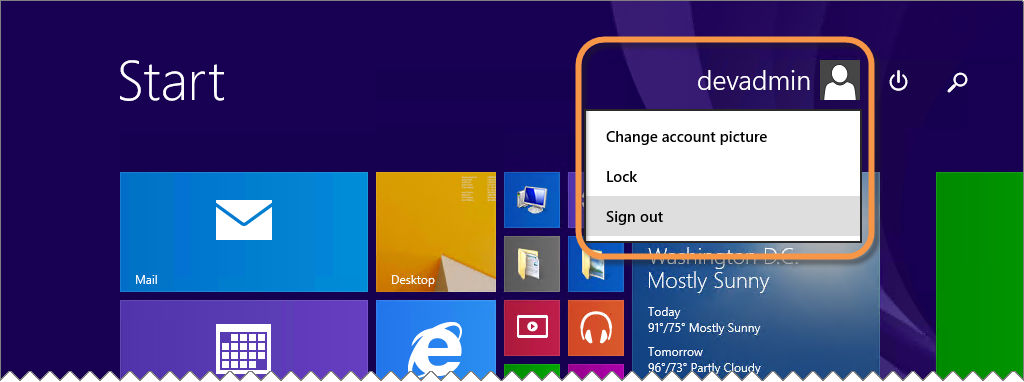 Start
devadmin
Change account picture
Lock
Sign out
Mail
Desktop
Washington D.C.
Mostly Sunny
Today
91°/75° Mostly Sunny
Tomorrow
96°/73° Partly Cloudy